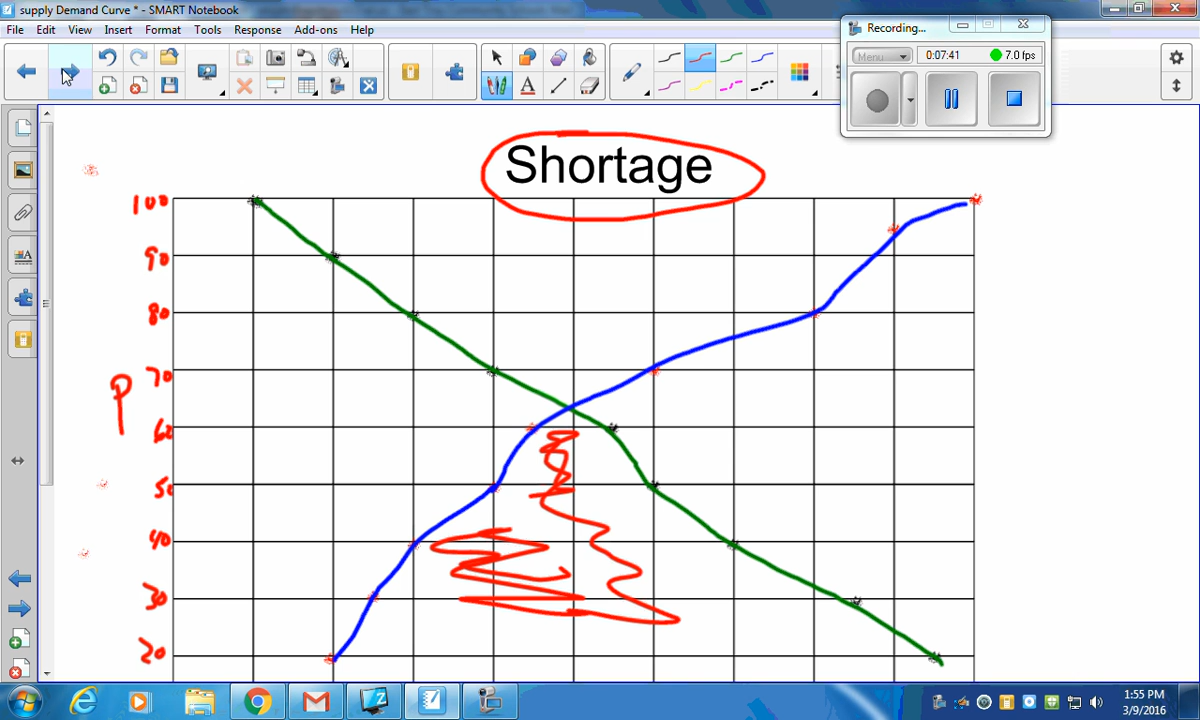 supply Demand Curve * - SMART Notebook
Recording...
File Edit View Insert Format Tools Response Add-ons Help
Menu 0:07:41 7.0 fps
Shortage
100
90
80
70
P
60
50
40
30
20
1:55 PM
3/9/2016